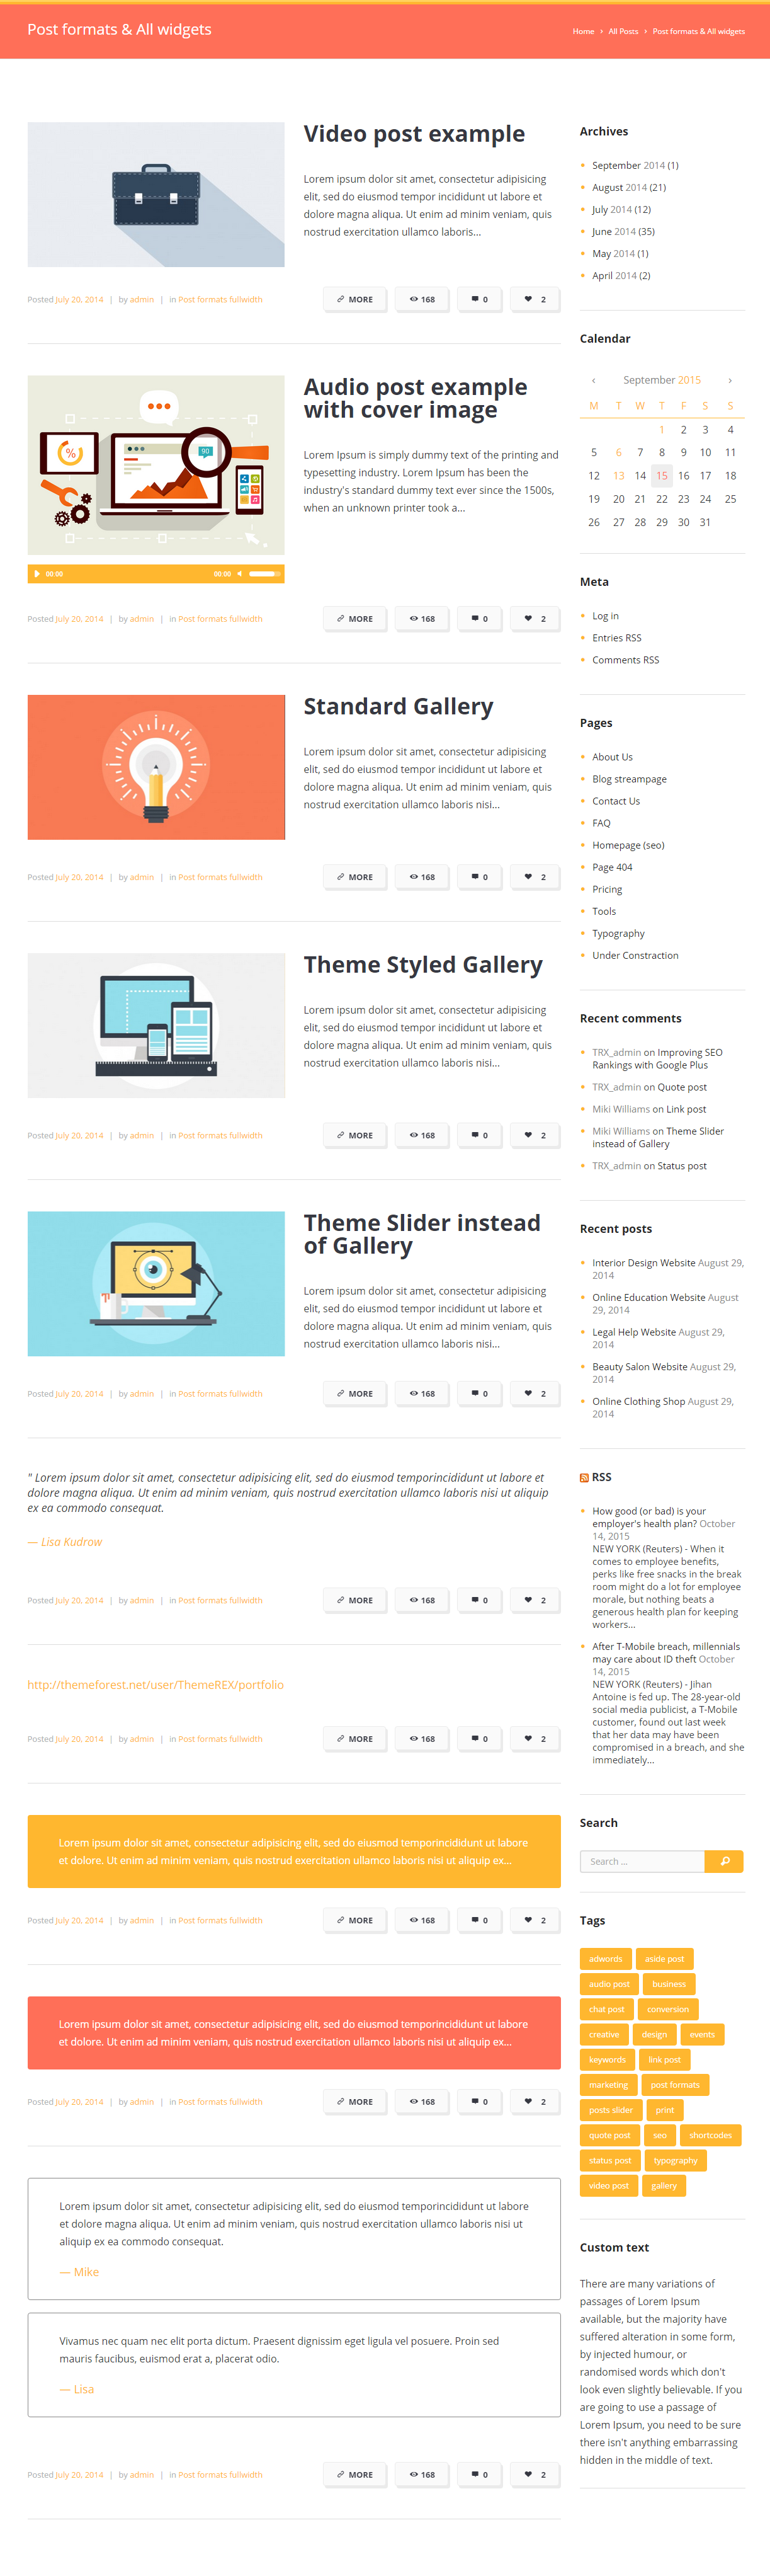 Post formats & All widgets
Home > All Posts > Post formats & All widgets
Video post example
Lorem ipsum dolor sit amet, consectetur adipisicing
elit, sed do eiusmod tempor incididunt ut labore et
dolore magna aliqua. Ut enim ad minim veniam, quis
nostrud exercitation ullamco laboris...
Posted July 20, 2014 | by admin | in Post formats fullwidth
MORE 168 0 2
Audio post example
with cover image
Lorem Ipsum is simply dummy text of the printing and
typesetting industry. Lorem Ipsum has been the
industry's standard dummy text ever since the 1500s,
when an unknown printer took a...
%
90
00:00 00:00
Posted July 20, 2014 | by admin | in Post formats fullwidth
MORE 168 0 2
Standard Gallery
Lorem ipsum dolor sit amet, consectetur adipisicing
elit, sed do eiusmod tempor incididunt ut labore et
dolore magna aliqua. Ut enim ad minim veniam, quis
nostrud exercitation ullamco laboris nisi...
Posted July 20, 2014 | by admin | in Post formats fullwidth
MORE 168 0 2
Theme Styled Gallery
Lorem ipsum dolor sit amet, consectetur adipisicing
elit, sed do eiusmod tempor incididunt ut labore et
dolore magna aliqua. Ut enim ad minim veniam, quis
nostrud exercitation ullamco laboris nisi...
Posted July 20, 2014 | by admin | in Post formats fullwidth
MORE 168 0 2
Theme Slider instead
of Gallery
Lorem ipsum dolor sit amet, consectetur adipisicing
elit, sed do eiusmod tempor incididunt ut labore et
dolore magna aliqua. Ut enim ad minim veniam, quis
nostrud exercitation ullamco laboris nisi...
Posted July 20, 2014 | by admin | in Post formats fullwidth
MORE 168 0 2
" Lorem ipsum dolor sit amet, consectetur adipisicing elit, sed do eiusmod temporincididunt ut labore et
dolore magna aliqua. Ut enim ad minim veniam, quis nostrud exercitation ullamco laboris nisi ut aliquip
ex ea commodo consequat.
— Lisa Kudrow
Posted July 20, 2014 | by admin | in Post formats fullwidth
MORE 168 0 2
http://themeforest.net/user/ThemeREX/portfolio
Posted July 20, 2014 | by admin | in Post formats fullwidth
MORE 168 0 2
Lorem ipsum dolor sit amet, consectetur adipisicing elit, sed do eiusmod temporincididunt ut labore
et dolore. Ut enim ad minim veniam, quis nostrud exercitation ullamco laboris nisi ut aliquip ex...
Posted July 20, 2014 | by admin | in Post formats fullwidth
MORE 168 0 2
Lorem ipsum dolor sit amet, consectetur adipisicing elit, sed do eiusmod temporincididunt ut labore
et dolore. Ut enim ad minim veniam, quis nostrud exercitation ullamco laboris nisi ut aliquip ex...
Posted July 20, 2014 | by admin | in Post formats fullwidth
MORE 168 0 2
Lorem ipsum dolor sit amet, consectetur adipisicing elit, sed do eiusmod temporincididunt ut labore
et dolore magna aliqua. Ut enim ad minim veniam, quis nostrud exercitation ullamco laboris nisi ut
aliquip ex ea commodo consequat.
— Mike
Vivamus nec quam nec elit porta dictum. Praesent dignissim eget ligula vel posuere. Proin sed
mauris faucibus, euismod erat a, placerat odio.
— Lisa
Posted July 20, 2014 | by admin | in Post formats fullwidth
MORE 168 0 2
Archives
September 2014 (1)
August 2014 (21)
July 2014 (12)
June 2014 (35)
May 2014 (1)
April 2014 (2)
Calendar
‹ September 2015 ›
M T W T F S S
1 2 3 4
5 6 7 8 9 10 11
12 13 14 15 16 17 18
19 20 21 22 23 24 25
26 27 28 29 30 31
Meta
Log in
Entries RSS
Comments RSS
Pages
About Us
Blog streampage
Contact Us
FAQ
Homepage (seo)
Page 404
Pricing
Tools
Typography
Under Constraction
Recent comments
TRX_admin on Improving SEO
Rankings with Google Plus
TRX_admin on Quote post
Miki Williams on Link post
Miki Williams on Theme Slider
instead of Gallery
TRX_admin on Status post
Recent posts
Interior Design Website August 29,
2014
Online Education Website August
29, 2014
Legal Help Website August 29,
2014
Beauty Salon Website August 29,
2014
Online Clothing Shop August 29,
2014
RSS
How good (or bad) is your
employer's health plan? October
14, 2015
NEW YORK (Reuters) - When it
comes to employee benefits,
perks like free snacks in the break
room might do a lot for employee
morale, but nothing beats a
generous health plan for keeping
workers...
After T-Mobile breach, millennials
may care about ID theft October
14, 2015
NEW YORK (Reuters) - Jihan
Antoine is fed up. The 28-year-old
social media publicist, a T-Mobile
customer, found out last week
that her data may have been
compromised in a breach, and she
immediately...
Search
Search ...
Tags
adwords aside post
audio post business
chat post conversion
creative design events
keywords link post
marketing post formats
posts slider print
quote post seo shortcodes
status post typography
video post gallery
Custom text
There are many variations of
passages of Lorem Ipsum
available, but the majority have
suffered alteration in some form,
by injected humour, or
randomised words which don't
look even slightly believable. If you
are going to use a passage of
Lorem Ipsum, you need to be sure
there isn't anything embarrassing
hidden in the middle of text.